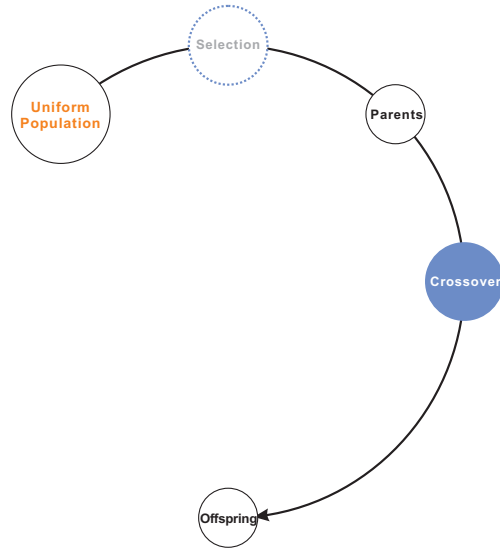 Selection
Uniform
Population
Parents
Crossover
Offspring